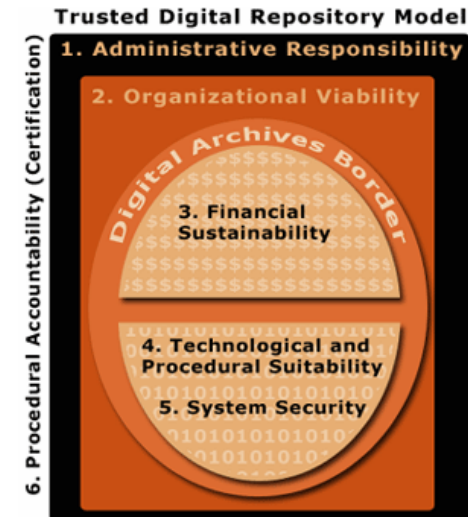 Trusted Digital Repository Model
1. Administrative Responsibility
2. Organizational Viability
Digital Archives Border
3. Financial
Sustainability
4. Technological and
Procedural Suitability
5. System Security
6. Procedural Accountability (Certification)